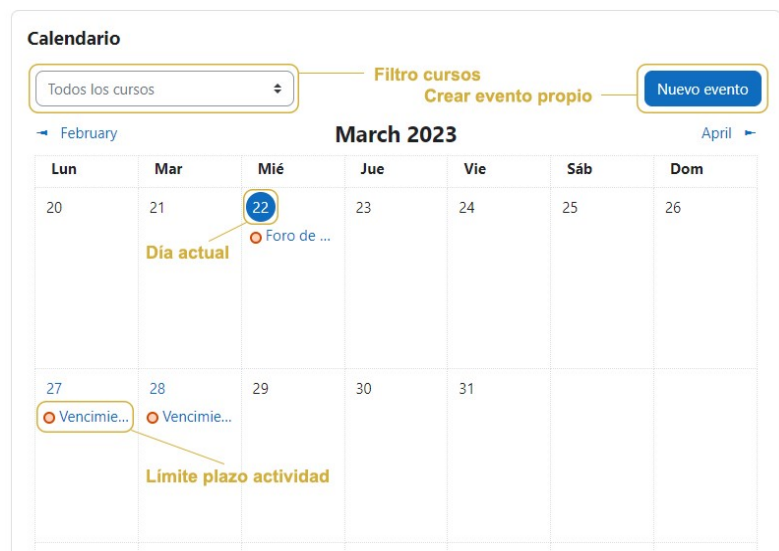 Calendario
Todos los cursos
Filtro cursos
Crear evento propio
Nuevo evento
◄ February March 2023 April ►
Lun Mar Mié Jue Vie Sáb Dom
20 21 22 23 24 25 26
Foro de ...
Día actual
27 28 29 30 31
Vencimie... Vencimie...
Límite plazo actividad